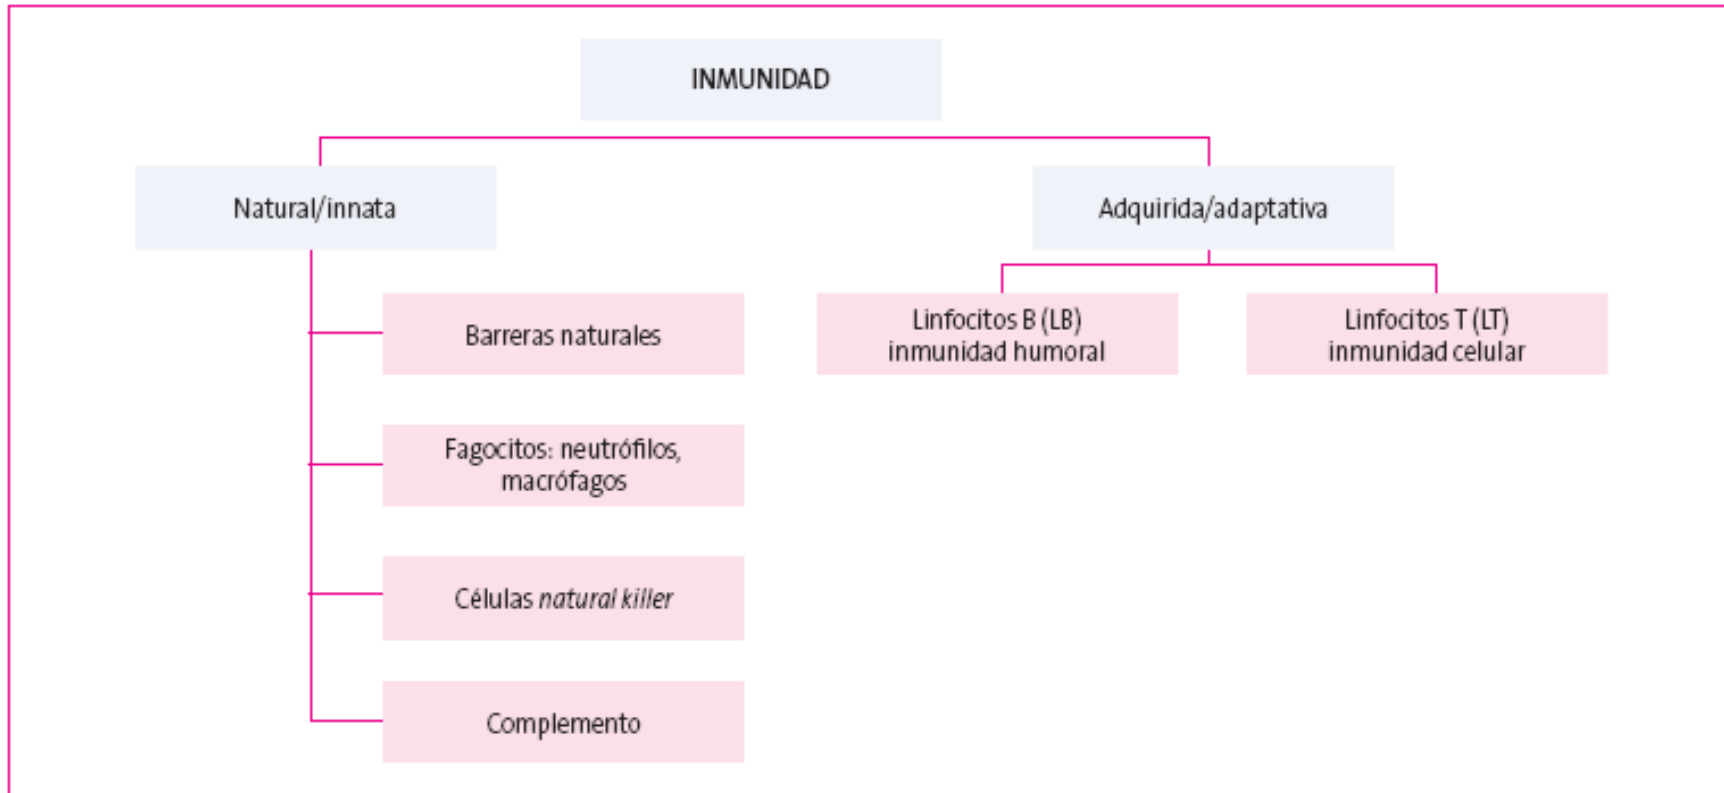 INMUNIDAD
Natural/innata
Adquirida/adaptativa
Barreras naturales
Linfocitos B (LB)
inmunidad humoral
Linfocitos T (LT)
inmunidad celular
Fagocitos: neutrófilos,
macrófagos
Células natural killer
Complemento